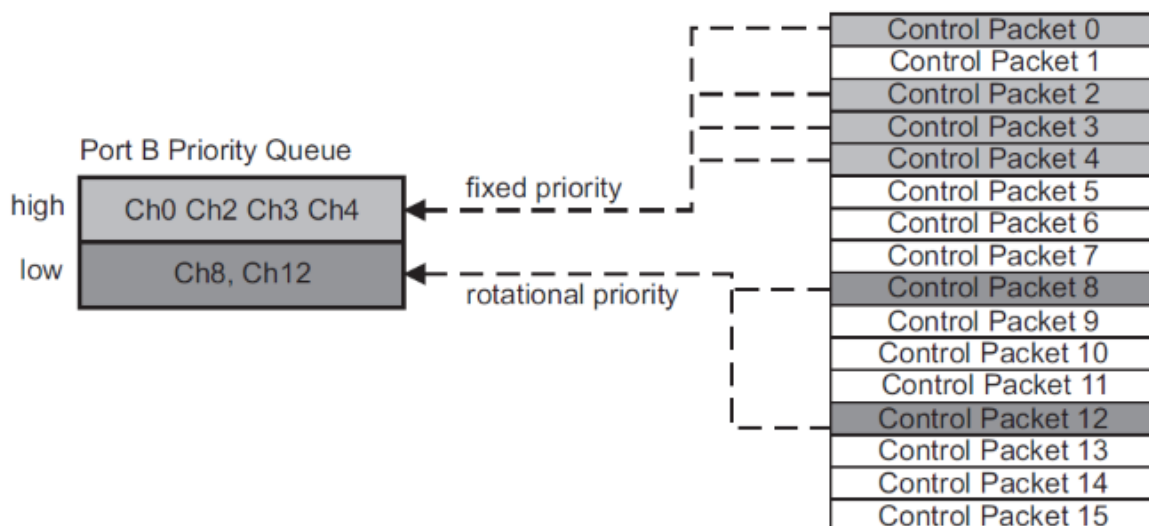 Port B Priority Queue
high
Ch0 Ch2 Ch3 Ch4
low
Ch8, Ch12
fixed priority
rotational priority
Control Packet 0
Control Packet 1
Control Packet 2
Control Packet 3
Control Packet 4
Control Packet 5
Control Packet 6
Control Packet 7
Control Packet 8
Control Packet 9
Control Packet 10
Control Packet 11
Control Packet 12
Control Packet 13
Control Packet 14
Control Packet 15